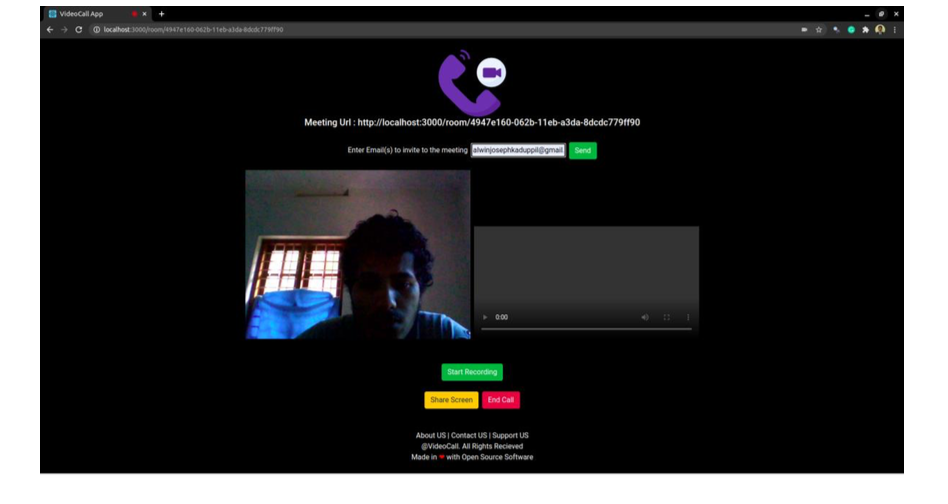 VideoCall App
localhost:3000/room/4947e160-062b-11eb-a3da-8dcdc779ff90
Meeting Url : http://localhost:3000/room/4947e160-062b-11eb-a3da-8dcdc779ff90
Enter Email(s) to invite to the meeting alwinjosephkaduppil@gmail. Send
0:00
Start Recording
Share Screen End Call
About US | Contact US | Support US
@VideoCall. All Rights Recieved
Made in ❤ with Open Source Software